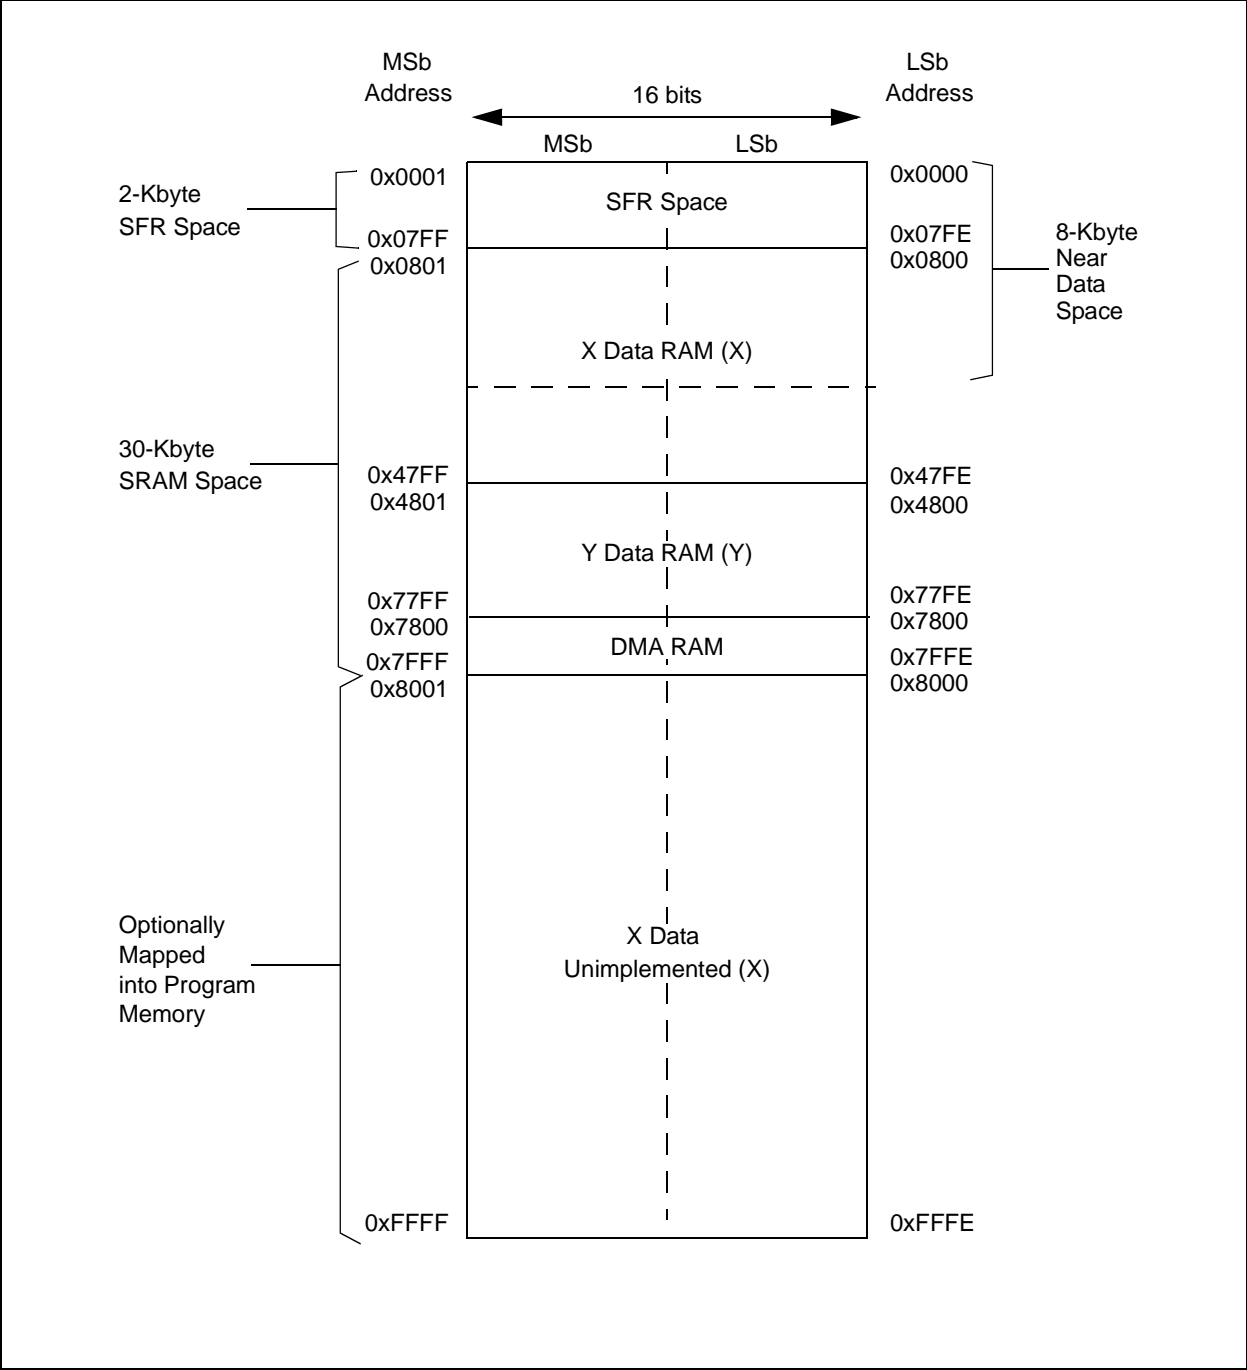 MSb
Address
LSb
Address
16 bits
MSb
LSb
2-Kbyte
SFR Space
0x0001
0x07FF
0x0801
SFR Space
0x0000
0x07FE
0x0800
8-Kbyte
Near
Data
Space
X Data RAM (X)
30-Kbyte
SRAM Space
0x47FF
0x4801
0x47FE
0x4800
Y Data RAM (Y)
0x77FF
0x7800
0x77FE
0x7800
DMA RAM
0x7FFF
0x8001
0x7FFE
0x8000
Optionally
Mapped
into Program
Memory
X Data
Unimplemented (X)
0xFFFF
0xFFFE